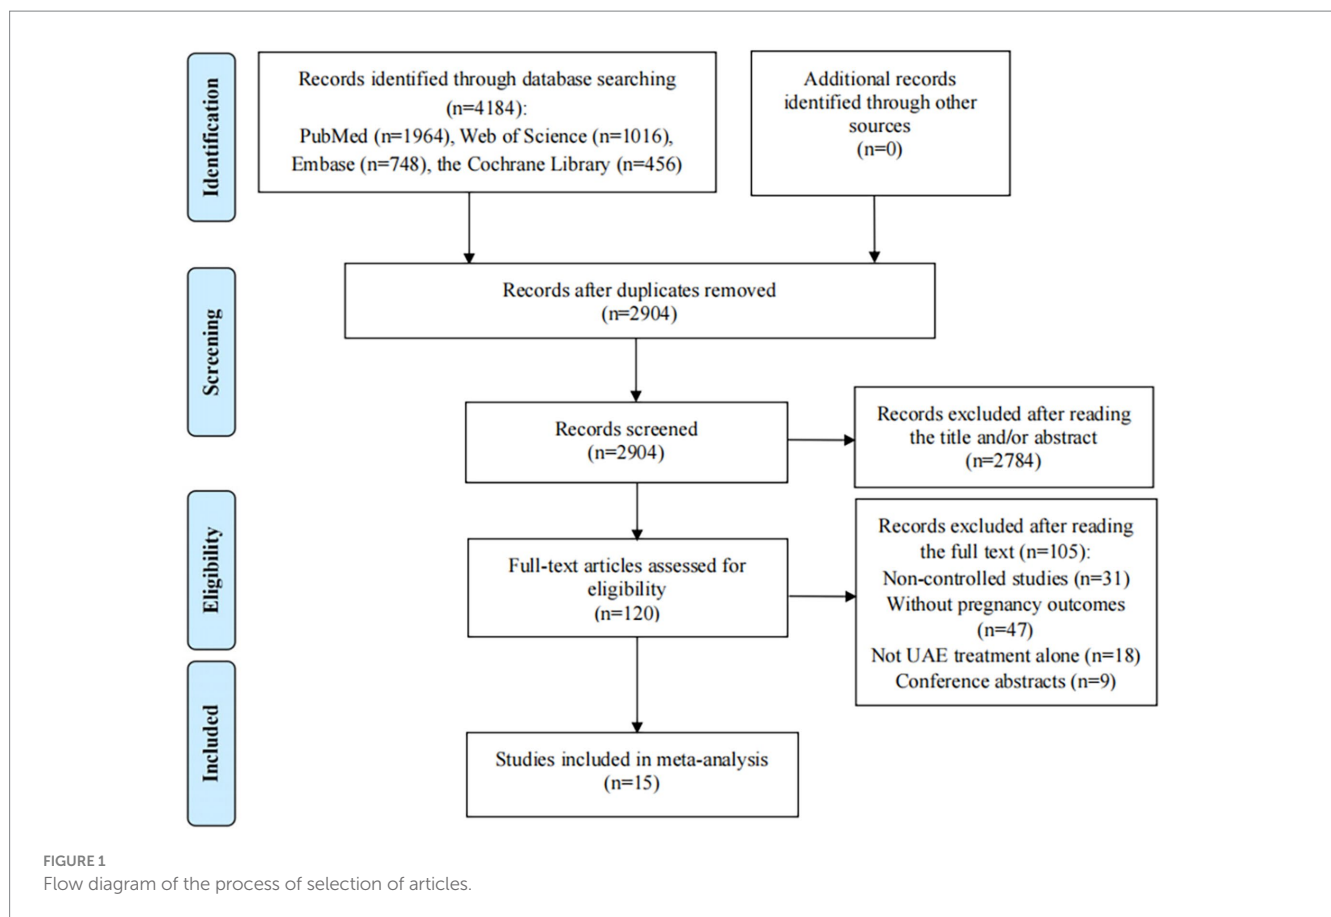 Identification
Records identified through database searching
(n=4184):
PubMed (n=1964), Web of Science (n=1016),
Embase (n=748), the Cochrane Library (n=456)
Additional records
identified through other
sources
(n=0)
Screening
Records after duplicates removed
(n=2904)
Records screened
(n=2904)
Records excluded after reading
the title and/or abstract
(n=2784)
Eligibility
Full-text articles assessed for
eligibility
(n=120)
Records excluded after reading
the full text (n=105):
Non-controlled studies (n=31)
Without pregnancy outcomes
(n=47)
Not UAE treatment alone (n=18)
Conference abstracts (n=9)
Included
Studies included in meta-analysis
(n=15)
FIGURE 1
Flow diagram of the process of selection of articles.